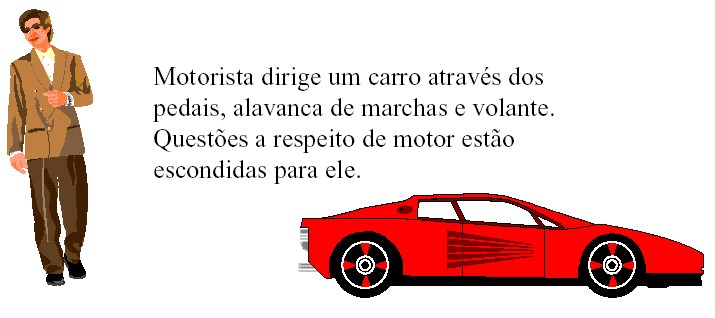 Motorista dirige um carro através dos
pedais, alavanca de marchas e volante.
Questões a respeito de motor estão
escondidas para ele.